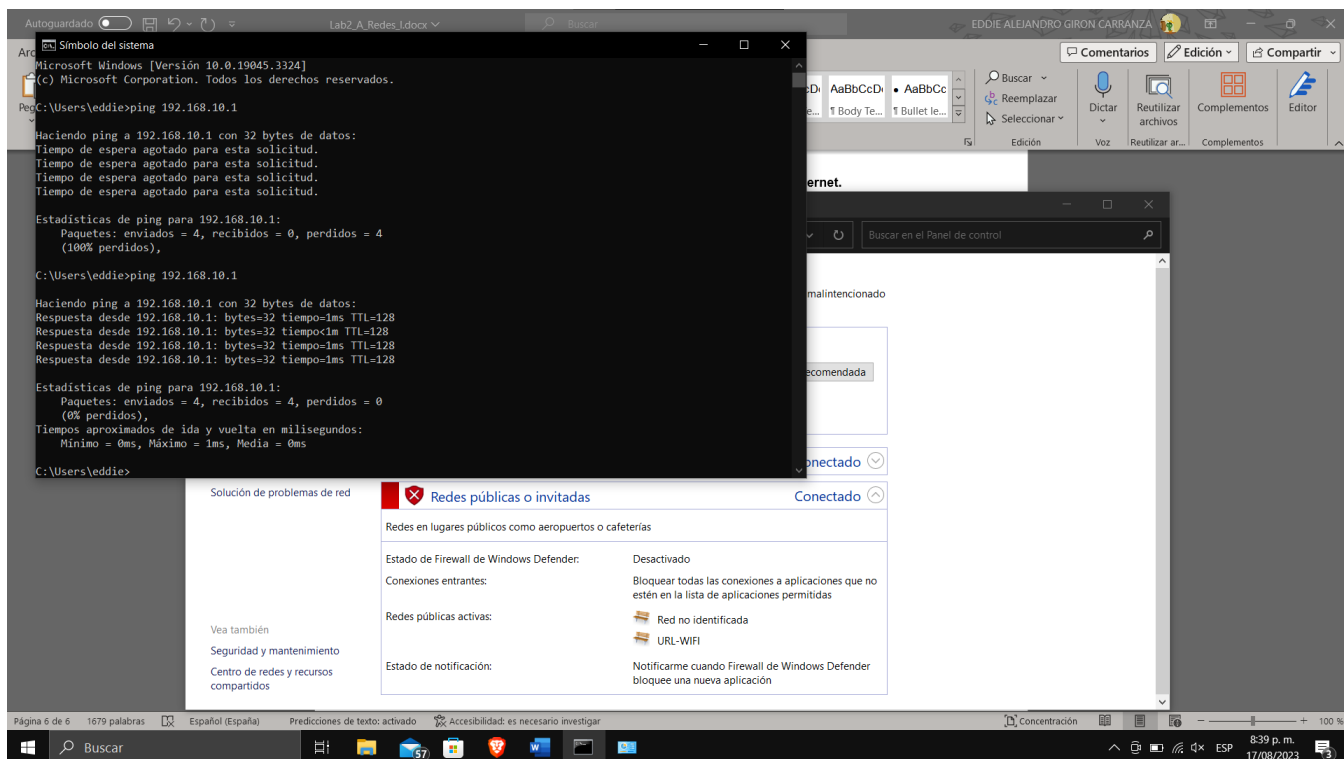 Autoguardado
Lab2_A_Redes_I.docx
Buscar
EDDIE ALEJANDRO GIRON CARRANZA
Comentarios
Edición
Compartir
Símbolo del sistema
Microsoft Windows [Versión 10.0.19045.3324]
(c) Microsoft Corporation. Todos los derechos reservados.
C:\Users\eddie>ping 192.168.10.1
Haciendo ping a 192.168.10.1 con 32 bytes de datos:
Tiempo de espera agotado para esta solicitud.
Tiempo de espera agotado para esta solicitud.
Tiempo de espera agotado para esta solicitud.
Tiempo de espera agotado para esta solicitud.
Estadísticas de ping para 192.168.10.1:
Paquetes: enviados = 4, recibidos = 0, perdidos = 4
(100% perdidos),
C:\Users\eddie>ping 192.168.10.1
Haciendo ping a 192.168.10.1 con 32 bytes de datos:
Respuesta desde 192.168.10.1: bytes=32 tiempo=1ms TTL=128
Respuesta desde 192.168.10.1: bytes=32 tiempo<1m TTL=128
Respuesta desde 192.168.10.1: bytes=32 tiempo=1ms TTL=128
Respuesta desde 192.168.10.1: bytes=32 tiempo=1ms TTL=128
Estadísticas de ping para 192.168.10.1:
Paquetes: enviados = 4, recibidos = 4, perdidos = 0
(0% perdidos),
Tiempos aproximados de ida y vuelta en milisegundos:
Mínimo = 0ms, Máximo = 1ms, Media = 0ms
C:\Users\eddie>
AaBbCcDı • AaBbCc
¶ Body Te... ¶ Bullet le...
Buscar
Reemplazar
Seleccionar
Edición
Dictar
Voz
Reutilizar
archivos
Reutilizar ar...
Complementos
Complementos
Editor
ernet.
Buscar en el Panel de control
malintencionado
ecomendada
onectado
Solución de problemas de red
Redes públicas o invitadas
Conectado
Redes en lugares públicos como aeropuertos o cafeterías
Estado de Firewall de Windows Defender:
Desactivado
Conexiones entrantes:
Bloquear todas las conexiones a aplicaciones que no
estén en la lista de aplicaciones permitidas
Redes públicas activas:
Red no identificada
URL-WIFI
Estado de notificación:
Notificarme cuando Firewall de Windows Defender
bloquee una nueva aplicación
Vea también
Seguridad y mantenimiento
Centro de redes y recursos
compartidos
Página 6 de 6
1679 palabras
Español (España)
Predicciones de texto: activado
Accesibilidad: es necesario investigar
Concentración
100 %
Buscar
57
ESP
8:39 p. m.
17/08/2023
3